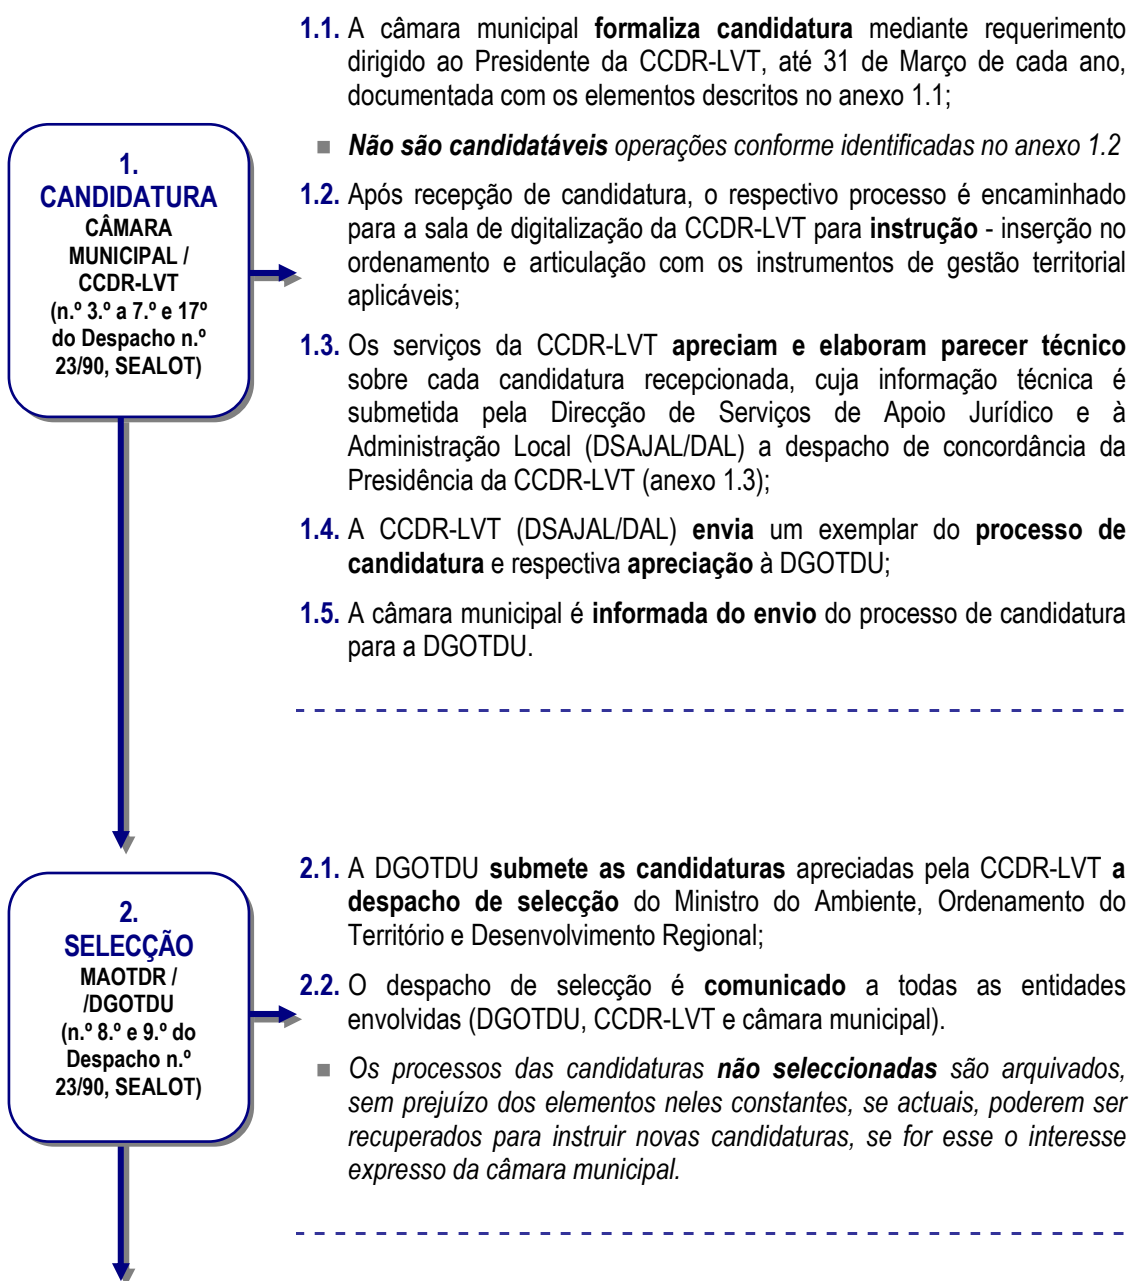 1.1. A câmara municipal formaliza candidatura mediante requerimento
dirigido ao Presidente da CCDR-LVT, até 31 de Março de cada ano,
documentada com os elementos descritos no anexo 1.1;
■ Não são candidatáveis operações conforme identificadas no anexo 1.2
1.
CANDIDATURA
CÂMARA
MUNICIPAL /
CCDR-LVT
(n.º 3.º a 7.º e 17º
do Despacho n.º
23/90, SEALOT)
1.2. Após recepção de candidatura, o respectivo processo é encaminhado
para a sala de digitalização da CCDR-LVT para instrução - inserção no
ordenamento e articulação com os instrumentos de gestão territorial
aplicáveis;
1.3. Os serviços da CCDR-LVT apreciam e elaboram parecer técnico
sobre cada candidatura recepcionada, cuja informação técnica é
submetida pela Direcção de Serviços de Apoio Jurídico e à
Administração Local (DSAJAL/DAL) a despacho de concordância da
Presidência da CCDR-LVT (anexo 1.3);
1.4. A CCDR-LVT (DSAJAL/DAL) envia um exemplar do processo de
candidatura e respectiva apreciação à DGOTDU;
1.5. A câmara municipal é informada do envio do processo de candidatura
para a DGOTDU.
2.
SELECÇÃO
MAOTDR /
/DGOTDU
(n.º 8.º e 9.º do
Despacho n.º
23/90, SEALOT)
2.1. A DGOTDU submete as candidaturas apreciadas pela CCDR-LVT a
despacho de selecção do Ministro do Ambiente, Ordenamento do
Território e Desenvolvimento Regional;
2.2. O despacho de selecção é comunicado a todas as entidades
envolvidas (DGOTDU, CCDR-LVT e câmara municipal).
■ Os processos das candidaturas não seleccionadas são arquivados,
sem prejuízo dos elementos neles constantes, se actuais, poderem ser
recuperados para instruir novas candidaturas, se for esse o interesse
expresso da câmara municipal.